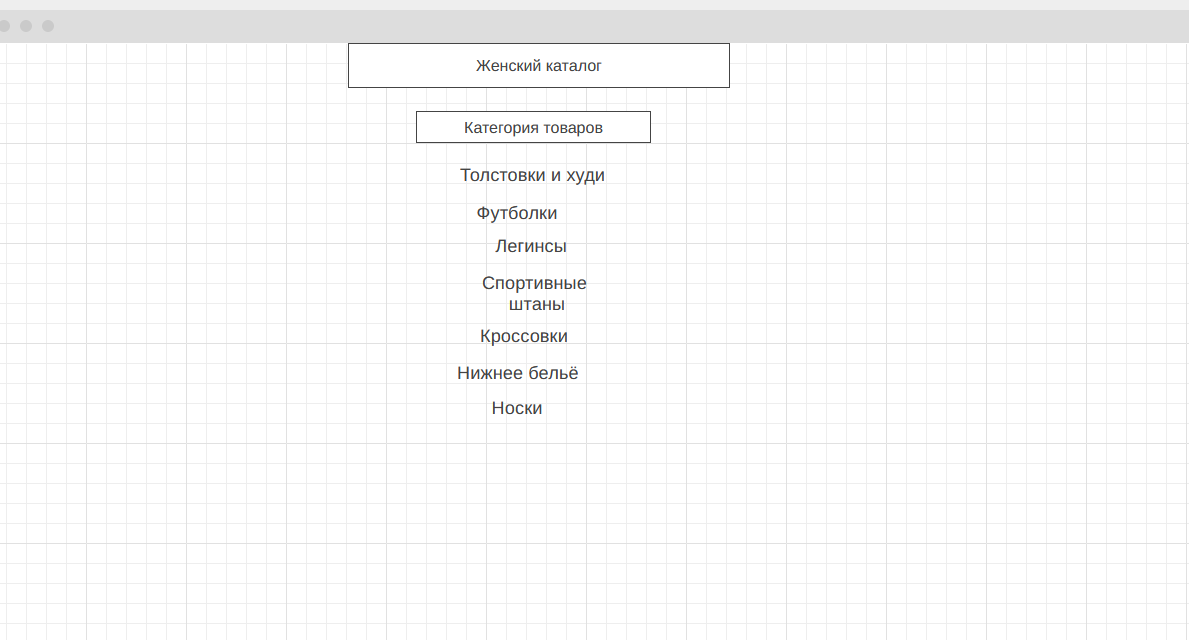 Женский каталог
Категория товаров
Толстовки и худи
Футболки
Легинсы
Спортивные
штаны
Кроссовки
Нижнее бельё
Носки